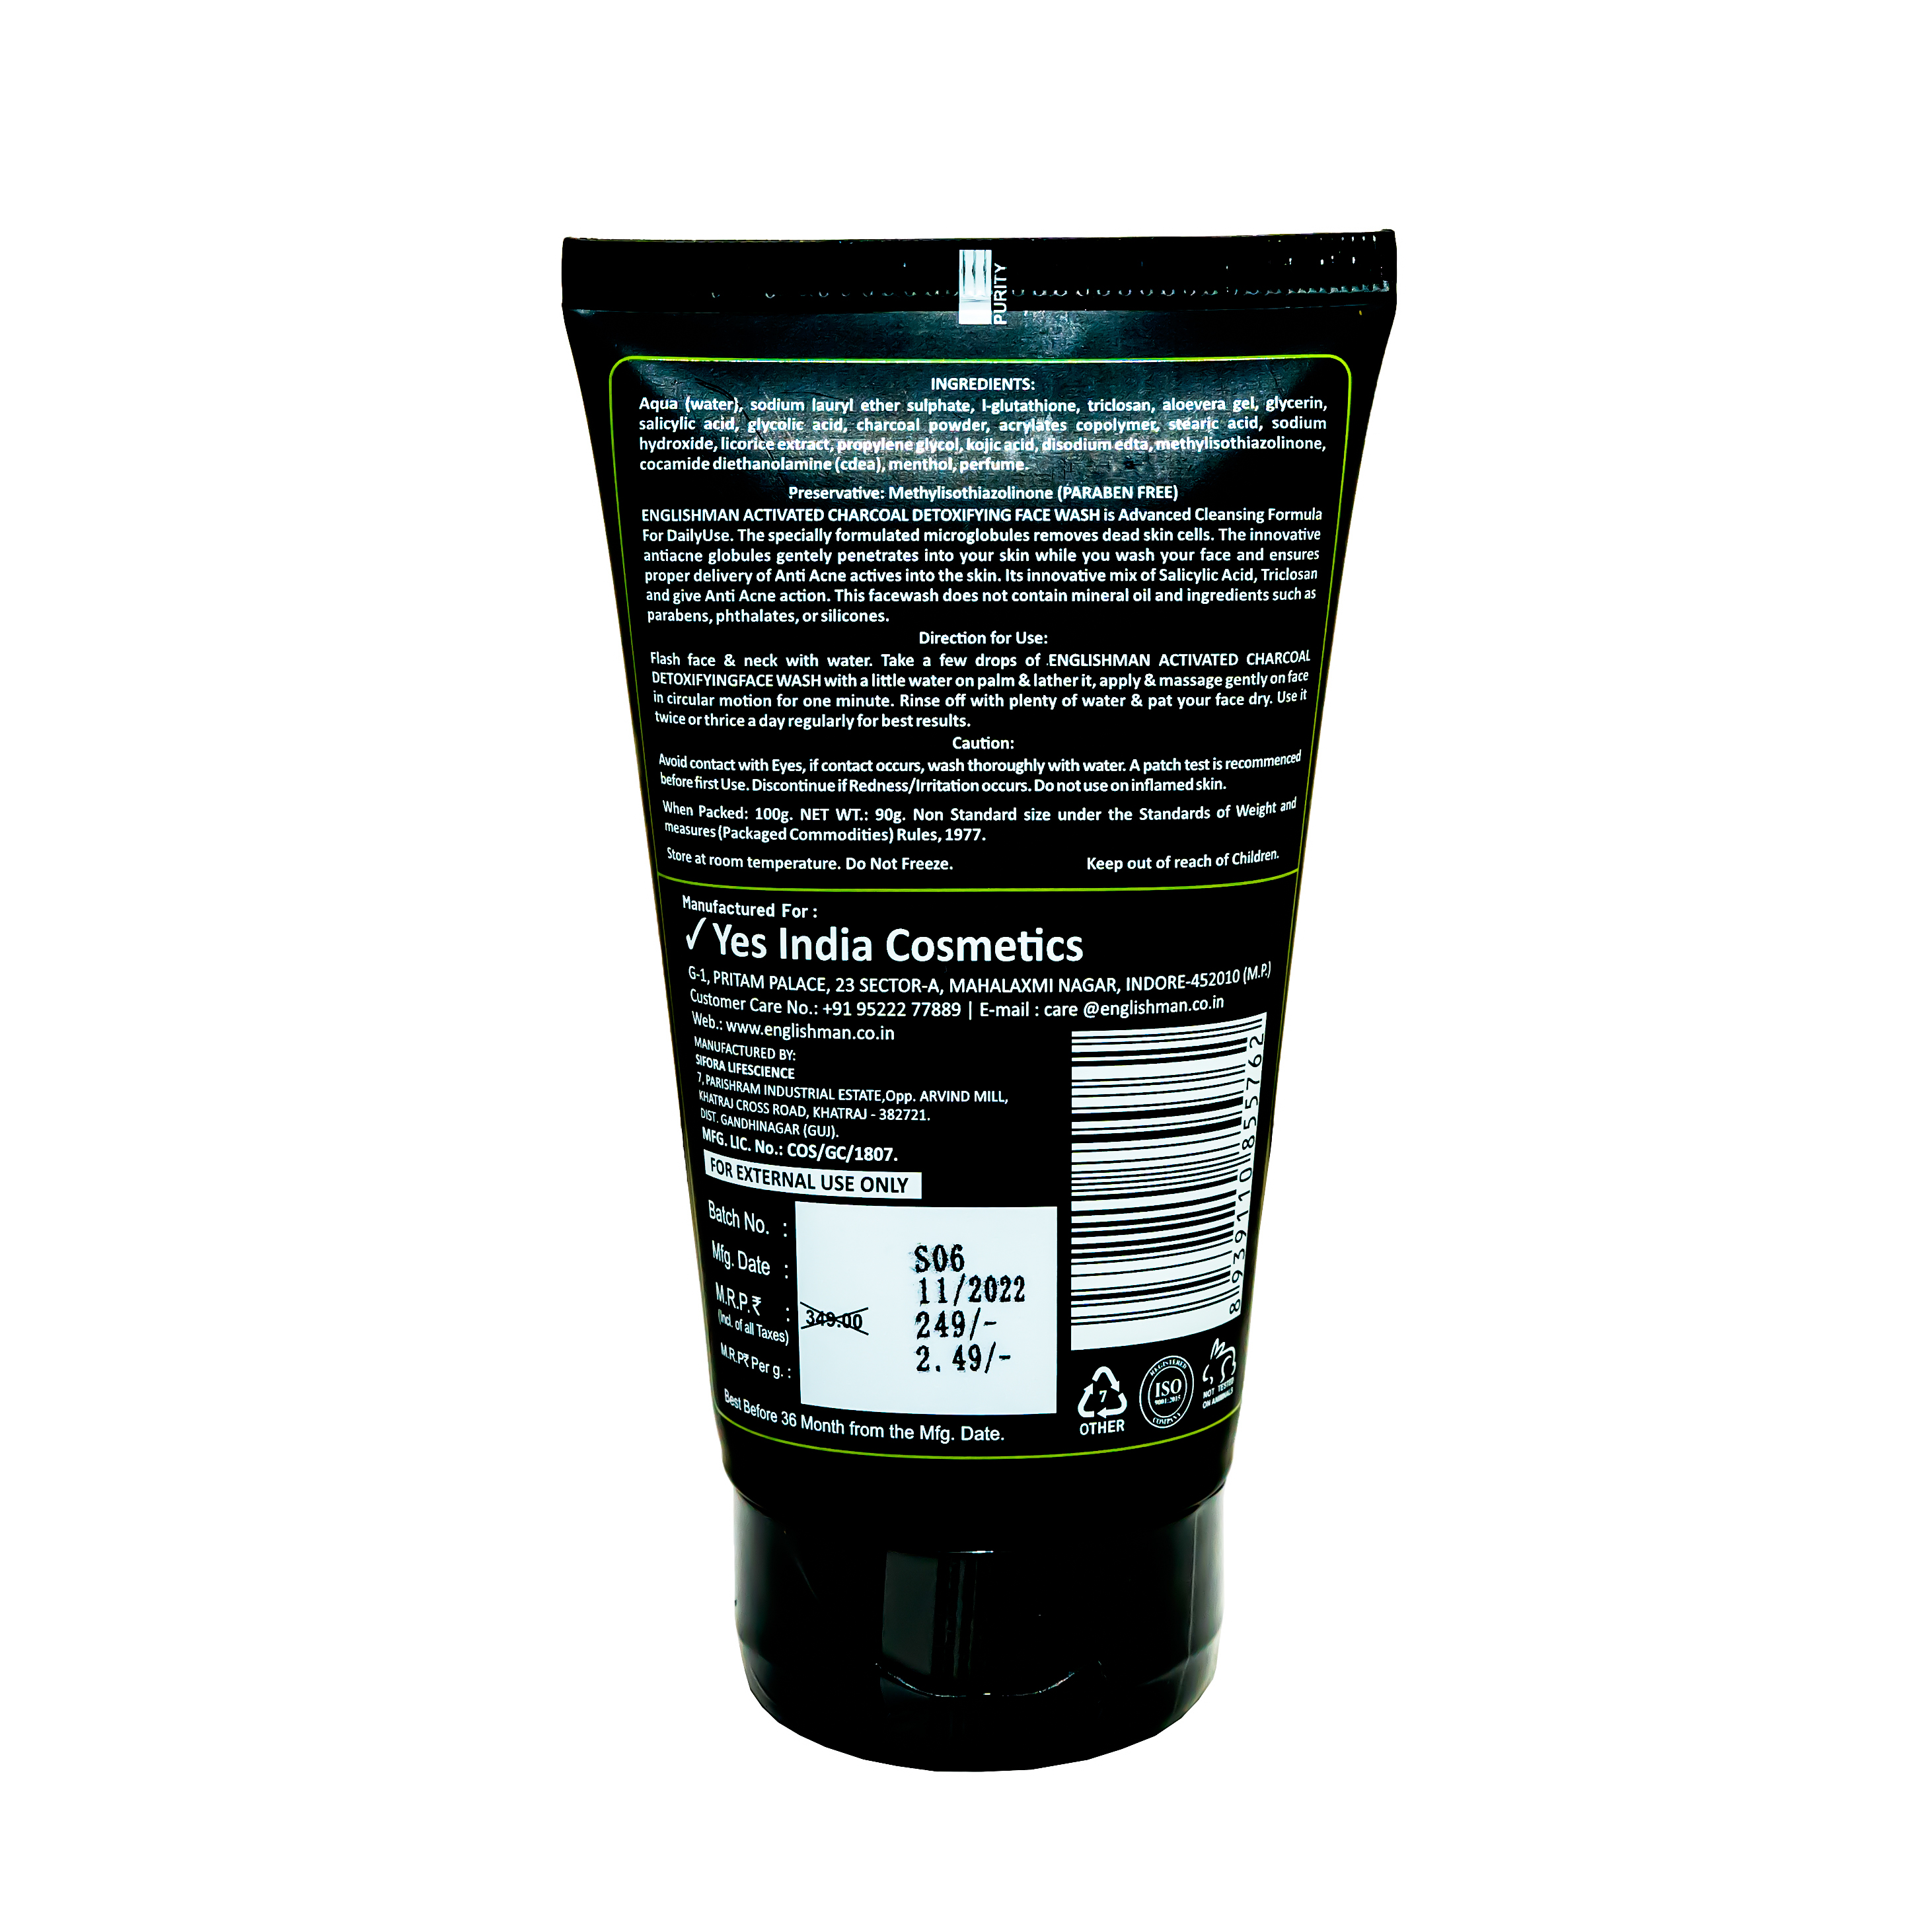 PURITY
INGREDIENTS:
Aqua (water), sodium lauryl ether sulphate, l-glutathione, triclosan, aloevera gel, glycerin,
salicylic acid, glycolic acid, charcoal powder, acrylates copolymer, stearic acid, sodium
hydroxide, licorice extract, propylene glycol, kojic acid, disodium edta, methylisothiazolinone,
cocamide diethanolamine (cdea), menthol, perfume.
Preservative: Methylisothiazolinone (PARABEN FREE)
ENGLISHMAN ACTIVATED CHARCOAL DETOXIFYING FACE WASH is Advanced Cleansing Formula
For DailyUse. The specially formulated microglobules removes dead skin cells. The innovative
antiacne globules gentely penetrates into your skin while you wash your face and ensures
proper delivery of Anti Acne actives into the skin. Its innovative mix of Salicylic Acid, Triclosan
and give Anti Acne action. This facewash does not contain mineral oil and ingredients such as
parabens, phthalates, or silicones.
Direction for Use:
Flash face & neck with water. Take a few drops of ENGLISHMAN ACTIVATED CHARCOAL
DETOXIFYINGFACE WASH with a little water on palm & lather it, apply & massage gently on face
in circular motion for one minute. Rinse off with plenty of water & pat your face dry. Use it
twice or thrice a day regularly for best results.
Caution:
Avoid contact with Eyes, if contact occurs, wash thoroughly with water. A patch test is recommenced
before first Use. Discontinue if Redness/Irritation occurs. Do not use on inflamed skin.
When Packed: 100g. NET WT.: 90g. Non Standard size under the Standards of Weight and
measures (Packaged Commodities) Rules, 1977.
Store at room temperature. Do Not Freeze. Keep out of reach of Children.
Manufactured For :
✓Yes India Cosmetics
G-1, PRITAM PALACE, 23 SECTOR-A, MAHALAXMI NAGAR, INDORE-452010 (M.P.)
Customer Care No.: +91 95222 77889 | E-mail : care @englishman.co.in
Web.: www.englishman.co.in
MANUFACTURED BY:
SIFORA LIFESCIENCE
7, PARISHRAM INDUSTRIAL ESTATE,Opp. ARVIND MILL,
KHATRAJ CROSS ROAD, KHATRAJ - 382721.
DIST. GANDHINAGAR (GUJ).
MFG. LIC. No.: COS/GC/1807.
FOR EXTERNAL USE ONLY
Batch No. : S06
Mfg. Date : 11/2022
M.R.P.₹ : 349.00 249/-
(Incl. of all Taxes)
M.R.P₹ Per g. : 2.49/-
Best Before 36 Month from the Mfg. Date.
8 939110 855762
7
OTHER
REGISTERED
ISO
9001:2015
COMPANY
NOT TESTED
ON ANIMALS